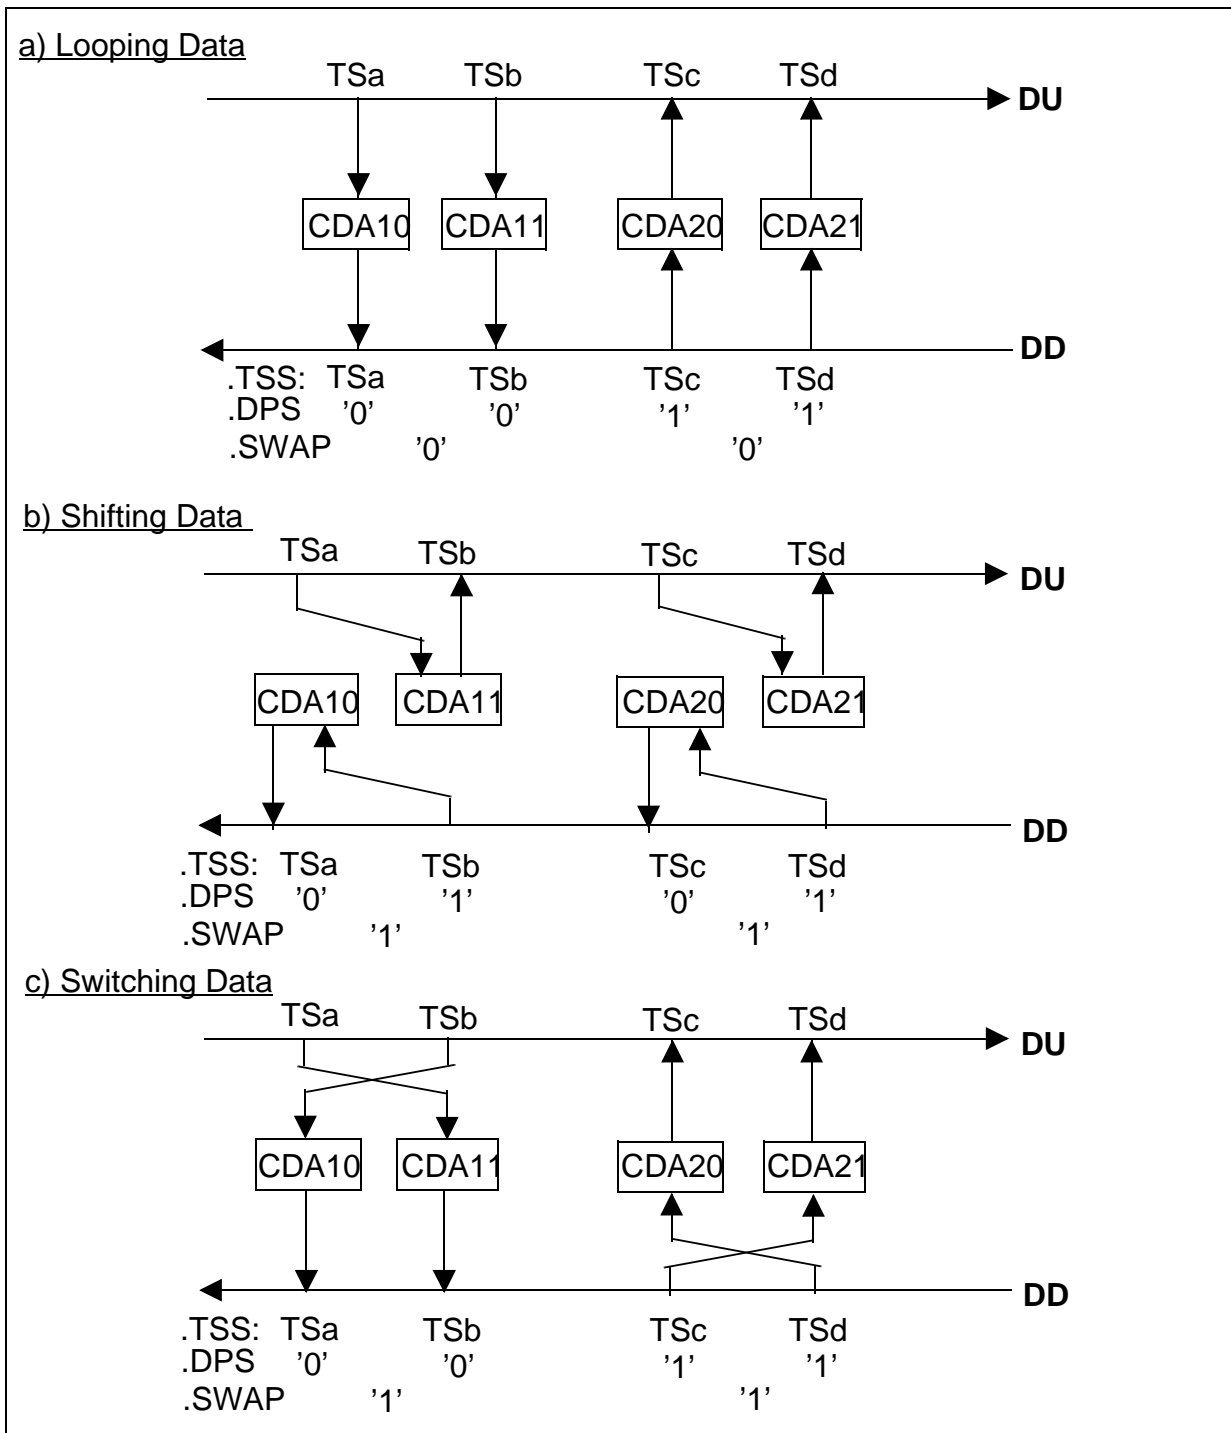 a) Looping Data
TSa TSb TSc TSd
DU
CDA10 CDA11 CDA20 CDA21
DD
.TSS: TSa TSb TSc TSd
.DPS ’0’ ’0’ ’1’ ’1’
.SWAP ’0’ ’0’
b) Shifting Data
TSa TSb TSc TSd
DU
CDA10 CDA11 CDA20 CDA21
DD
.TSS: TSa TSb TSc TSd
.DPS ’0’ ’1’ ’0’ ’1’
.SWAP ’1’ ’1’
c) Switching Data
TSa TSb TSc TSd
DU
CDA10 CDA11 CDA20 CDA21
DD
.TSS: TSa TSb TSc TSd
.DPS ’0’ ’0’ ’1’ ’1’
.SWAP ’1’ ’1’